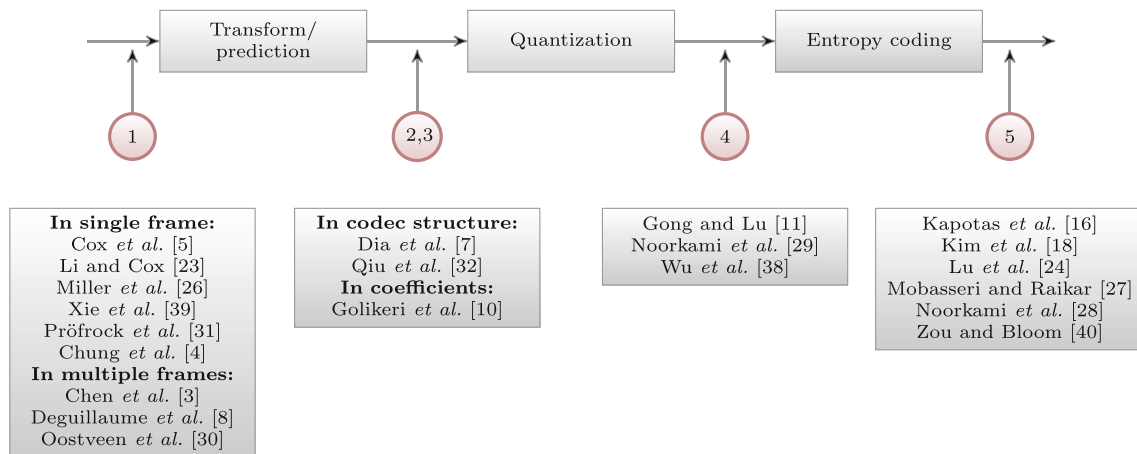 Transform/
prediction
Quantization
Entropy coding
1
2,3
4
5
In single frame:
Cox et al. [5]
Li and Cox [23]
Miller et al. [26]
Xie et al. [39]
Pröfrock et al. [31]
Chung et al. [4]
In multiple frames:
Chen et al. [3]
Deguillaume et al. [8]
Oostveen et al. [30]
In codec structure:
Dia et al. [7]
Qiu et al. [32]
In coefficients:
Golikeri et al. [10]
Gong and Lu [11]
Noorkami et al. [29]
Wu et al. [38]
Kapotas et al. [16]
Kim et al. [18]
Lu et al. [24]
Mobasseri and Raikar [27]
Noorkami et al. [28]
Zou and Bloom [40]